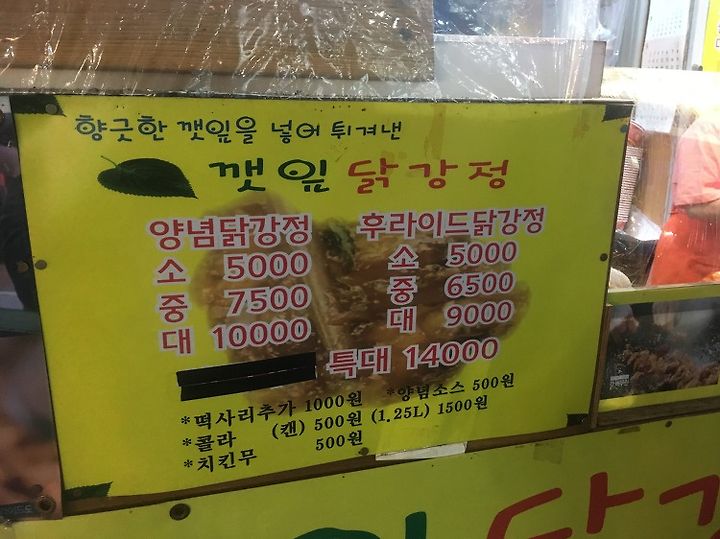 향긋한 깻잎을 넣어 튀겨낸
깻잎 닭강정
양념닭강정
소 5000
중 7500
대 10000
후라이드닭강정
소 5000
중 6500
대 9000
특대 14000
*떡사리추가 1000원 *양념소스 500원
*콜라 (캔) 500원 (1.25L) 1500원
*치킨무 500원
닭강